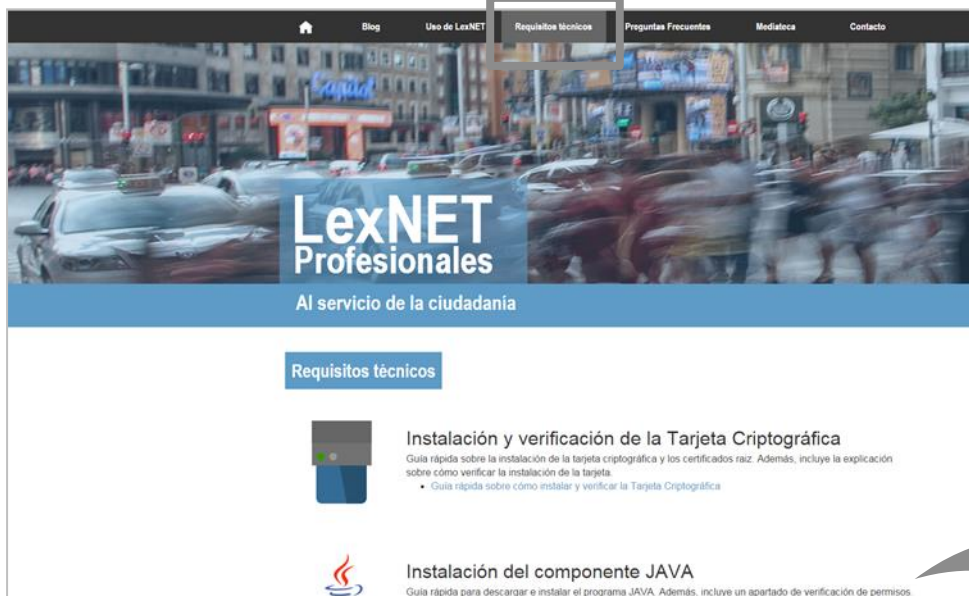 Blog Uso de LexNET Requisitos técnicos Preguntas Frecuentes Mediateca Contacto
Capitol
LexNET
Profesionales
Al servicio de la ciudadanía
Requisitos técnicos
Instalación y verificación de la Tarjeta Criptográfica
Guía rápida sobre la instalación de la tarjeta criptográfica y los certificados raiz. Además, incluye la explicación
sobre cómo verificar la instalación de la tarjeta.
• Guía rápida sobre cómo instalar y verificar la Tarjeta Criptográfica
Instalación del componente JAVA
Guía rápida para descargar e instalar el programa JAVA. Además, incluye un apartado de verificación de permisos.